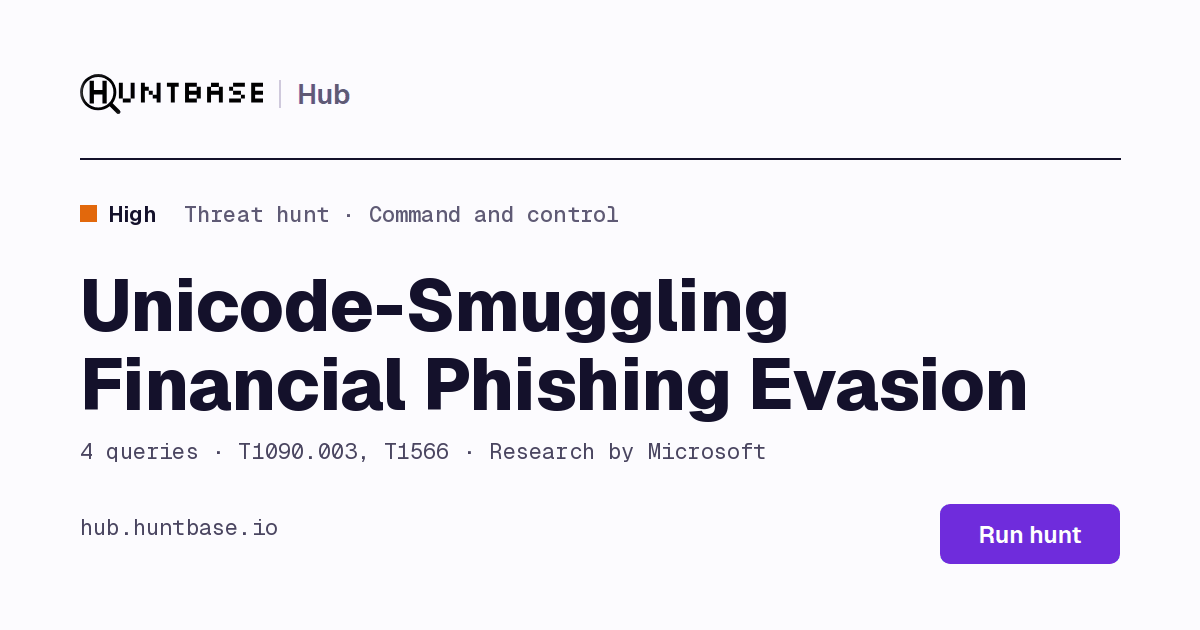 HUNTBASE Hub
High Threat hunt · Command and control
Unicode-Smuggling
Financial Phishing Evasion
4 queries · T1090.003, T1566 · Research by Microsoft
hub.huntbase.io
Run hunt